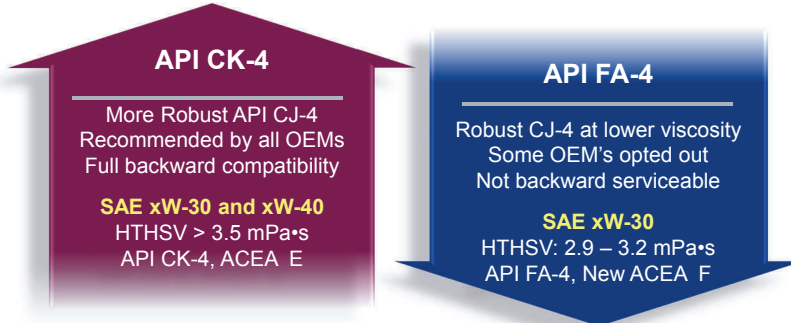 API CK-4
More Robust API CJ-4
Recommended by all OEMs
Full backward compatibility
SAE xW-30 and xW-40
HTHSV > 3.5 mPa•s
API CK-4, ACEA E
API FA-4
Robust CJ-4 at lower viscosity
Some OEM's opted out
Not backward serviceable
SAE xW-30
HTHSV: 2.9 – 3.2 mPa•s
API FA-4, New ACEA F